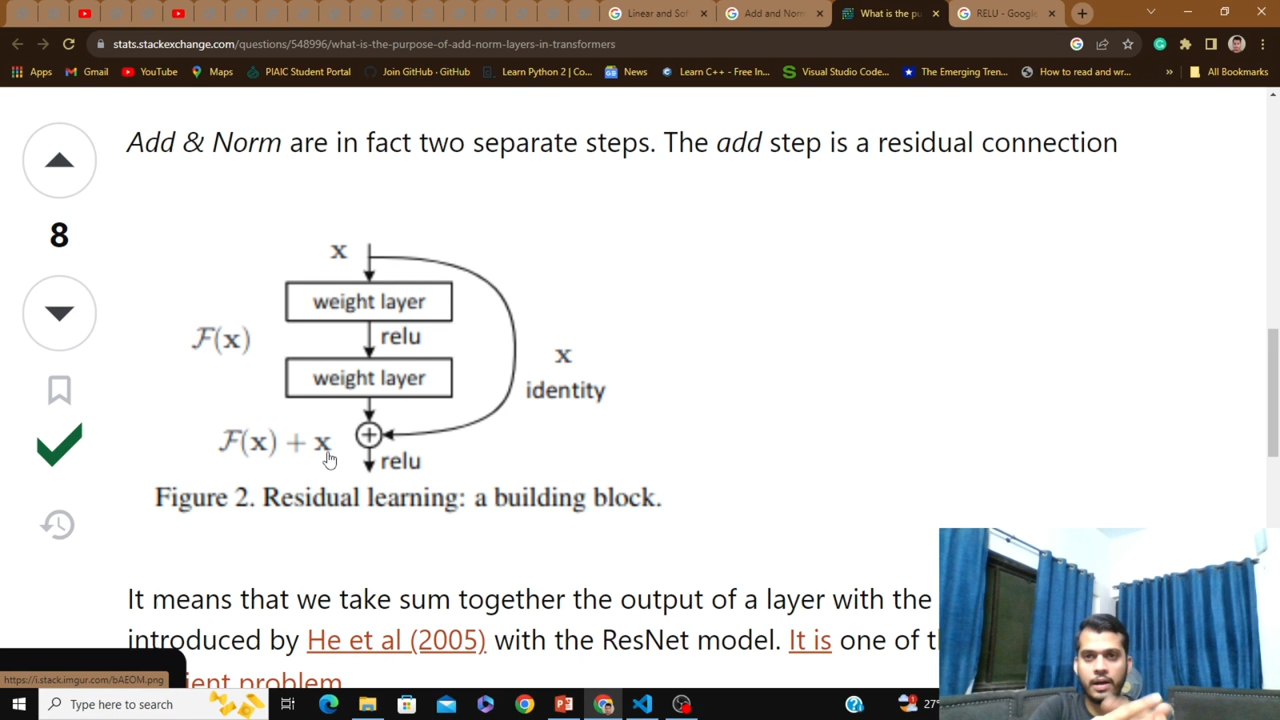 Linear and Sof
Add and Norm
What is the pu
RELU - Google
stats.stackexchange.com/questions/548996/what-is-the-purpose-of-add-norm-layers-in-transformers
Apps Gmail YouTube Maps PIAIC Student Portal Join GitHub · GitHub Learn Python 2 | Co... News Learn C++ - Free In... Visual Studio Code... The Emerging Tren... How to read and wr... » All Bookmarks
Add & Norm are in fact two separate steps. The add step is a residual connection
8
x
weight layer
F(x)
relu
x
weight layer
identity
F(x) + x
relu
Figure 2. Residual learning: a building block.
It means that we take sum together the output of a layer with the
introduced by He et al (2005) with the ResNet model. It is one of
ient problem
https://i.stack.imgur.com/bAEOM.png
Type here to search
27°